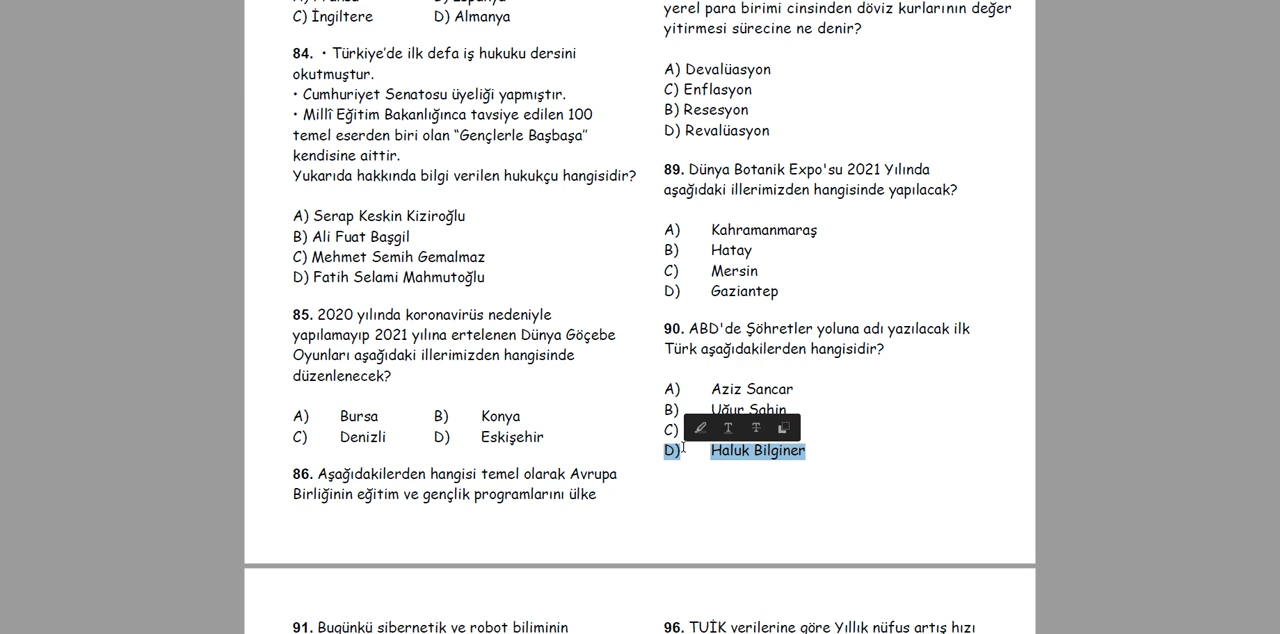 C) İngiltere D) Almanya
84. • Türkiye’de ilk defa iş hukuku dersini
okutmuştur.
• Cumhuriyet Senatosu üyeliği yapmıştır.
• Millî Eğitim Bakanlığınca tavsiye edilen 100
temel eserden biri olan “Gençlerle Başbaşa”
kendisine aittir.
Yukarıda hakkında bilgi verilen hukukçu hangisidir?
A) Serap Keskin Kiziroğlu
B) Ali Fuat Başgil
C) Mehmet Semih Gemalmaz
D) Fatih Selami Mahmutoğlu
85. 2020 yılında koronavirüs nedeniyle
yapılamayıp 2021 yılına ertelenen Dünya Göçebe
Oyunları aşağıdaki illerimizden hangisinde
düzenlenecek?
A) Bursa B) Konya
C) Denizli D) Eskişehir
86. Aşağıdakilerden hangisi temel olarak Avrupa
Birliğinin eğitim ve gençlik programlarını ülke
yerel para birimi cinsinden döviz kurlarının değer
yitirmesi sürecine ne denir?
A) Devalüasyon
C) Enflasyon
B) Resesyon
D) Revalüasyon
89. Dünya Botanik Expo'su 2021 Yılında
aşağıdaki illerimizden hangisinde yapılacak?
A) Kahramanmaraş
B) Hatay
C) Mersin
D) Gaziantep
90. ABD'de Şöhretler yoluna adı yazılacak ilk
Türk aşağıdakilerden hangisidir?
A) Aziz Sancar
B) Uğur Şahin
C)
D) Haluk Bilginer
91. Bugünkü sibernetik ve robot biliminin
96. TUİK verilerine göre Yıllık nüfus artış hızı